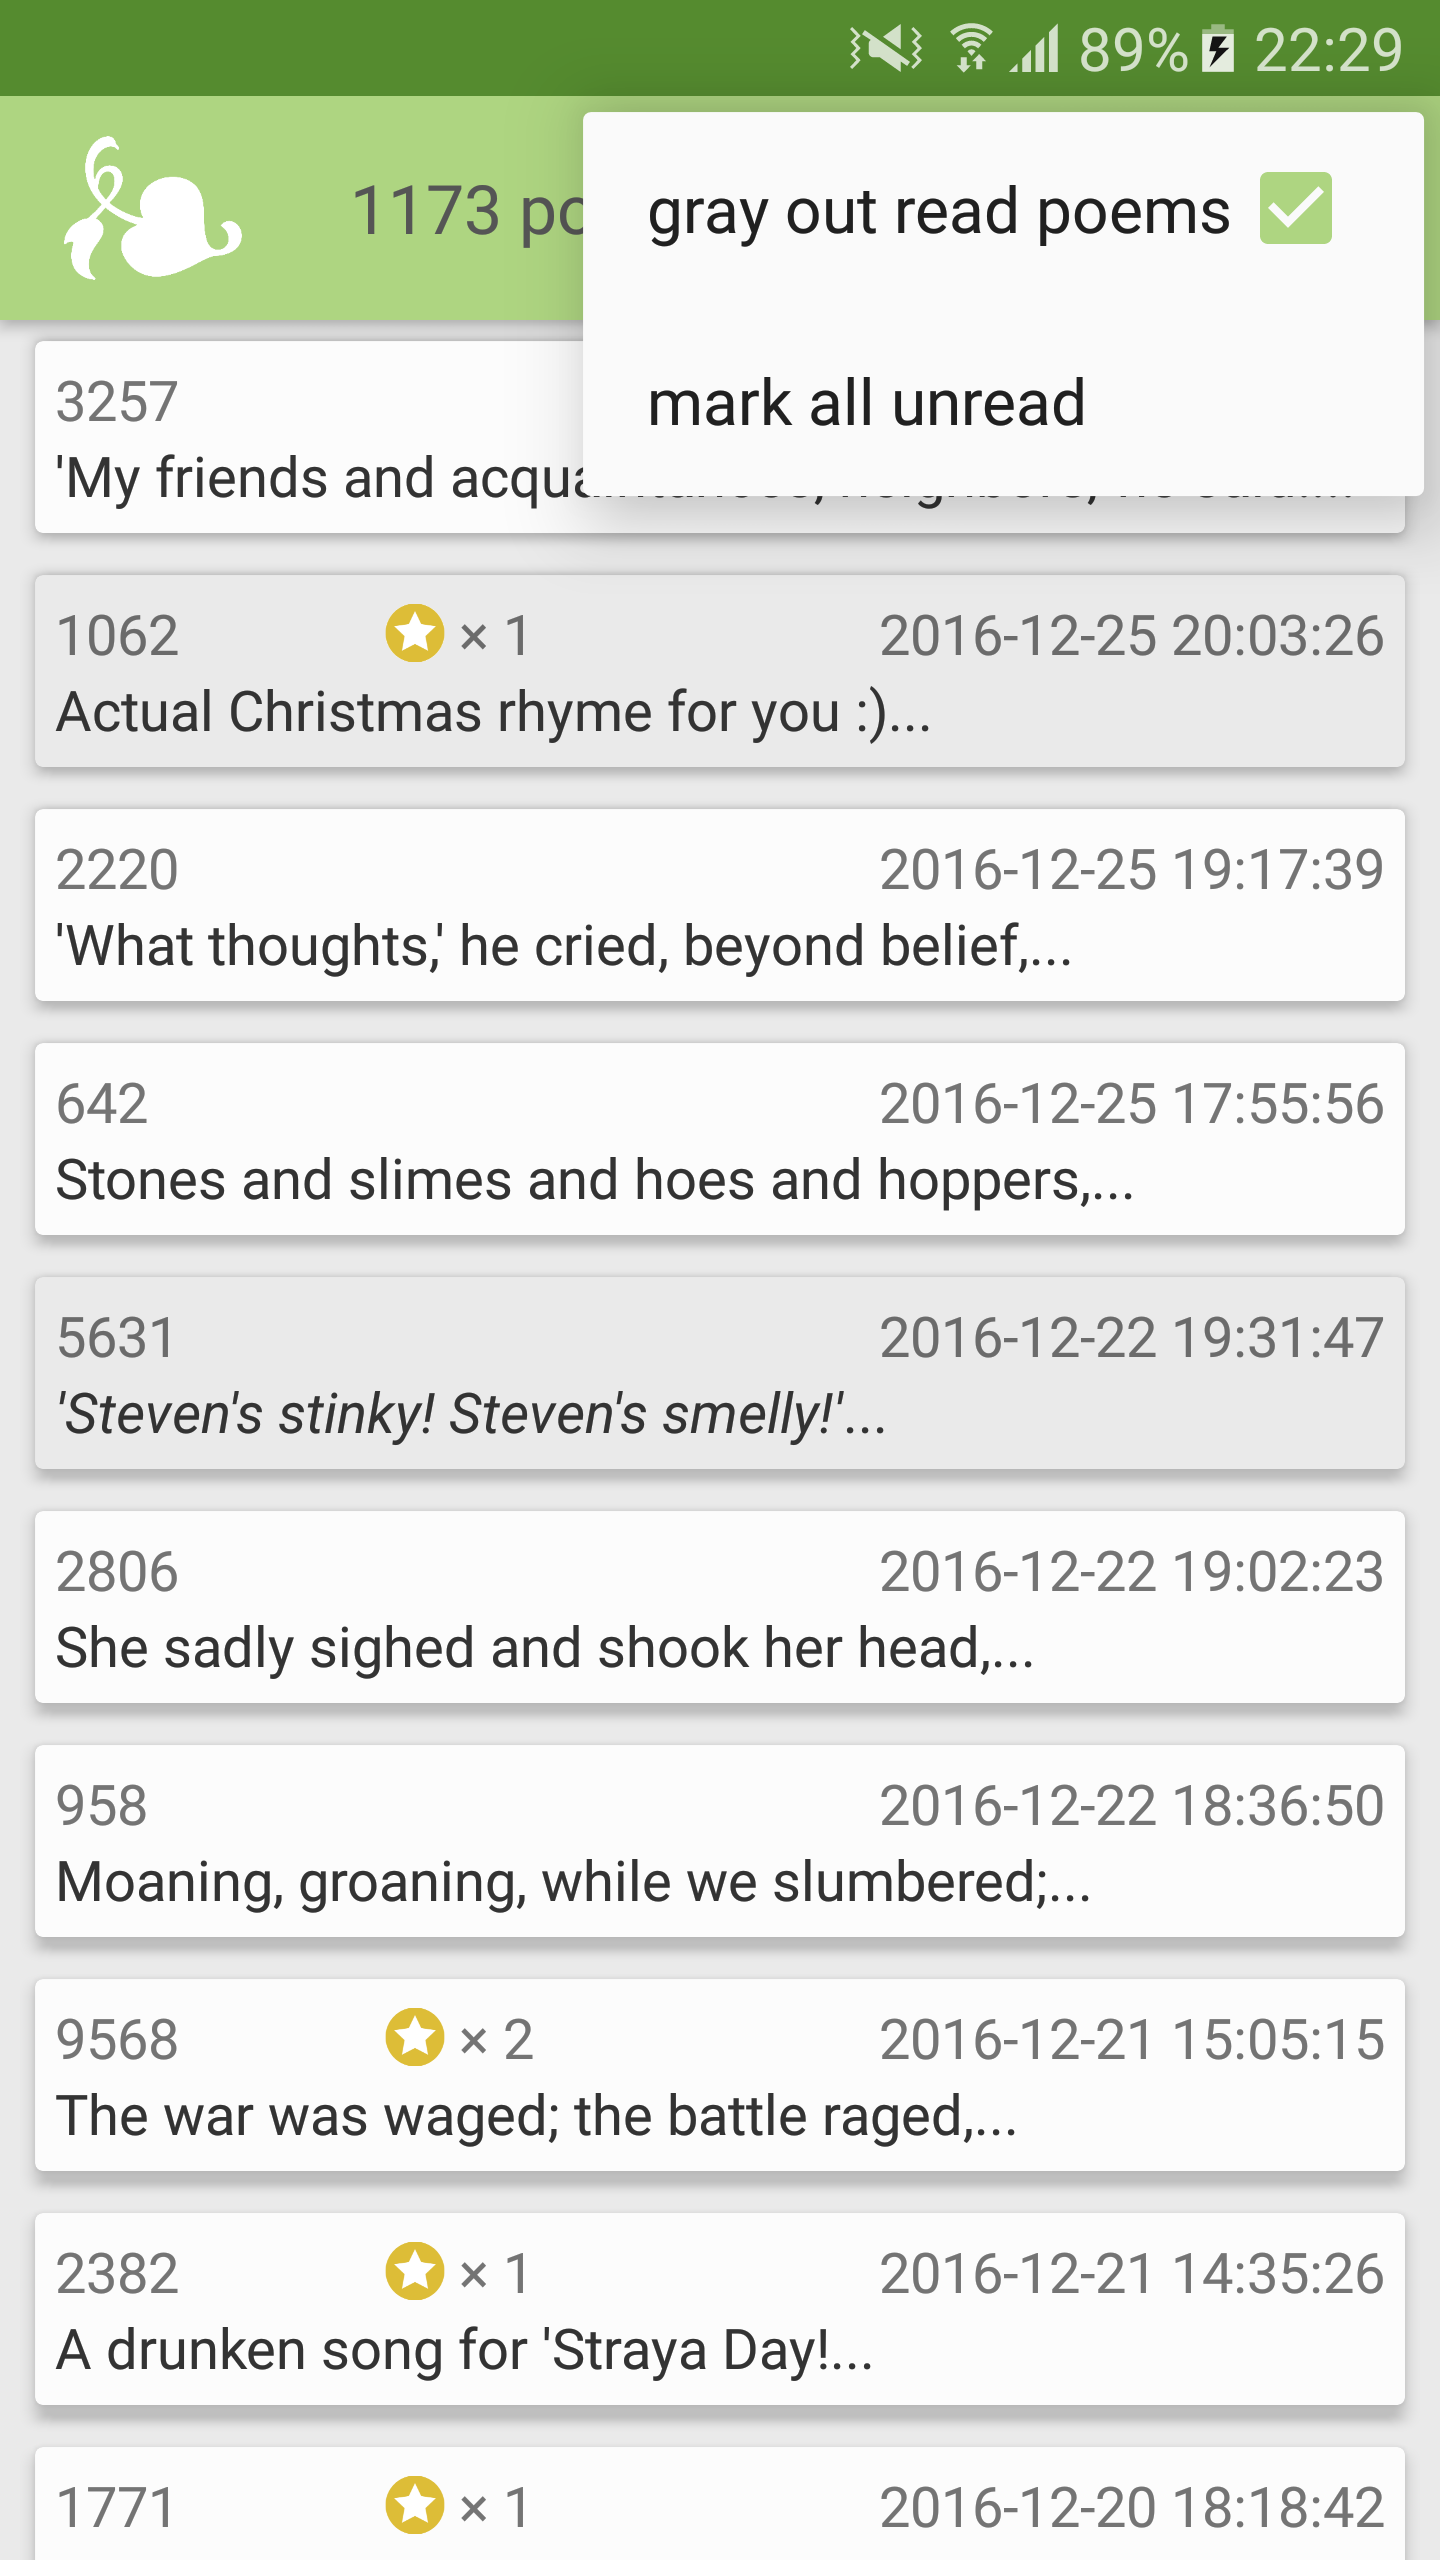 89% 22:29
1173 po
gray out read poems
mark all unread
3257
'My friends and acqua
1062 × 1 2016-12-25 20:03:26
Actual Christmas rhyme for you :)...
2220 2016-12-25 19:17:39
'What thoughts,' he cried, beyond belief,...
642 2016-12-25 17:55:56
Stones and slimes and hoes and hoppers,...
5631 2016-12-22 19:31:47
'Steven's stinky! Steven's smelly!'...
2806 2016-12-22 19:02:23
She sadly sighed and shook her head,...
958 2016-12-22 18:36:50
Moaning, groaning, while we slumbered;...
9568 × 2 2016-12-21 15:05:15
The war was waged; the battle raged,...
2382 × 1 2016-12-21 14:35:26
A drunken song for 'Straya Day!...
1771 × 1 2016-12-20 18:18:42